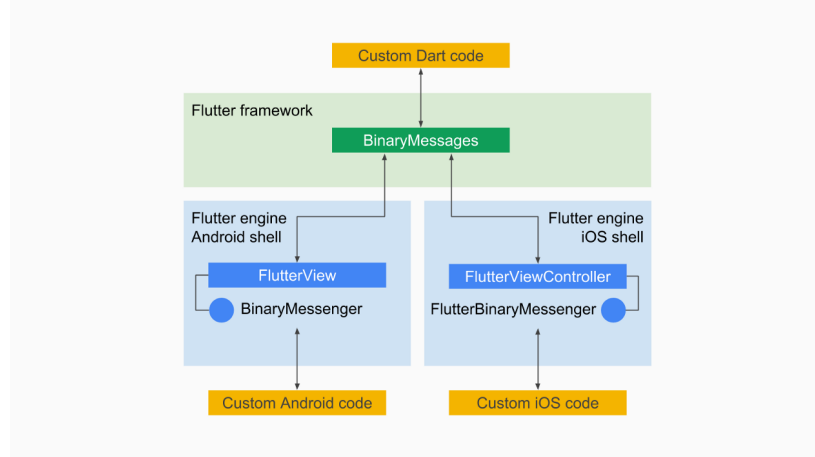 Custom Dart code
Flutter framework
BinaryMessages
Flutter engine
Android shell
FlutterView
BinaryMessenger
Custom Android code
Flutter engine
iOS shell
FlutterViewController
FlutterBinaryMessenger
Custom iOS code